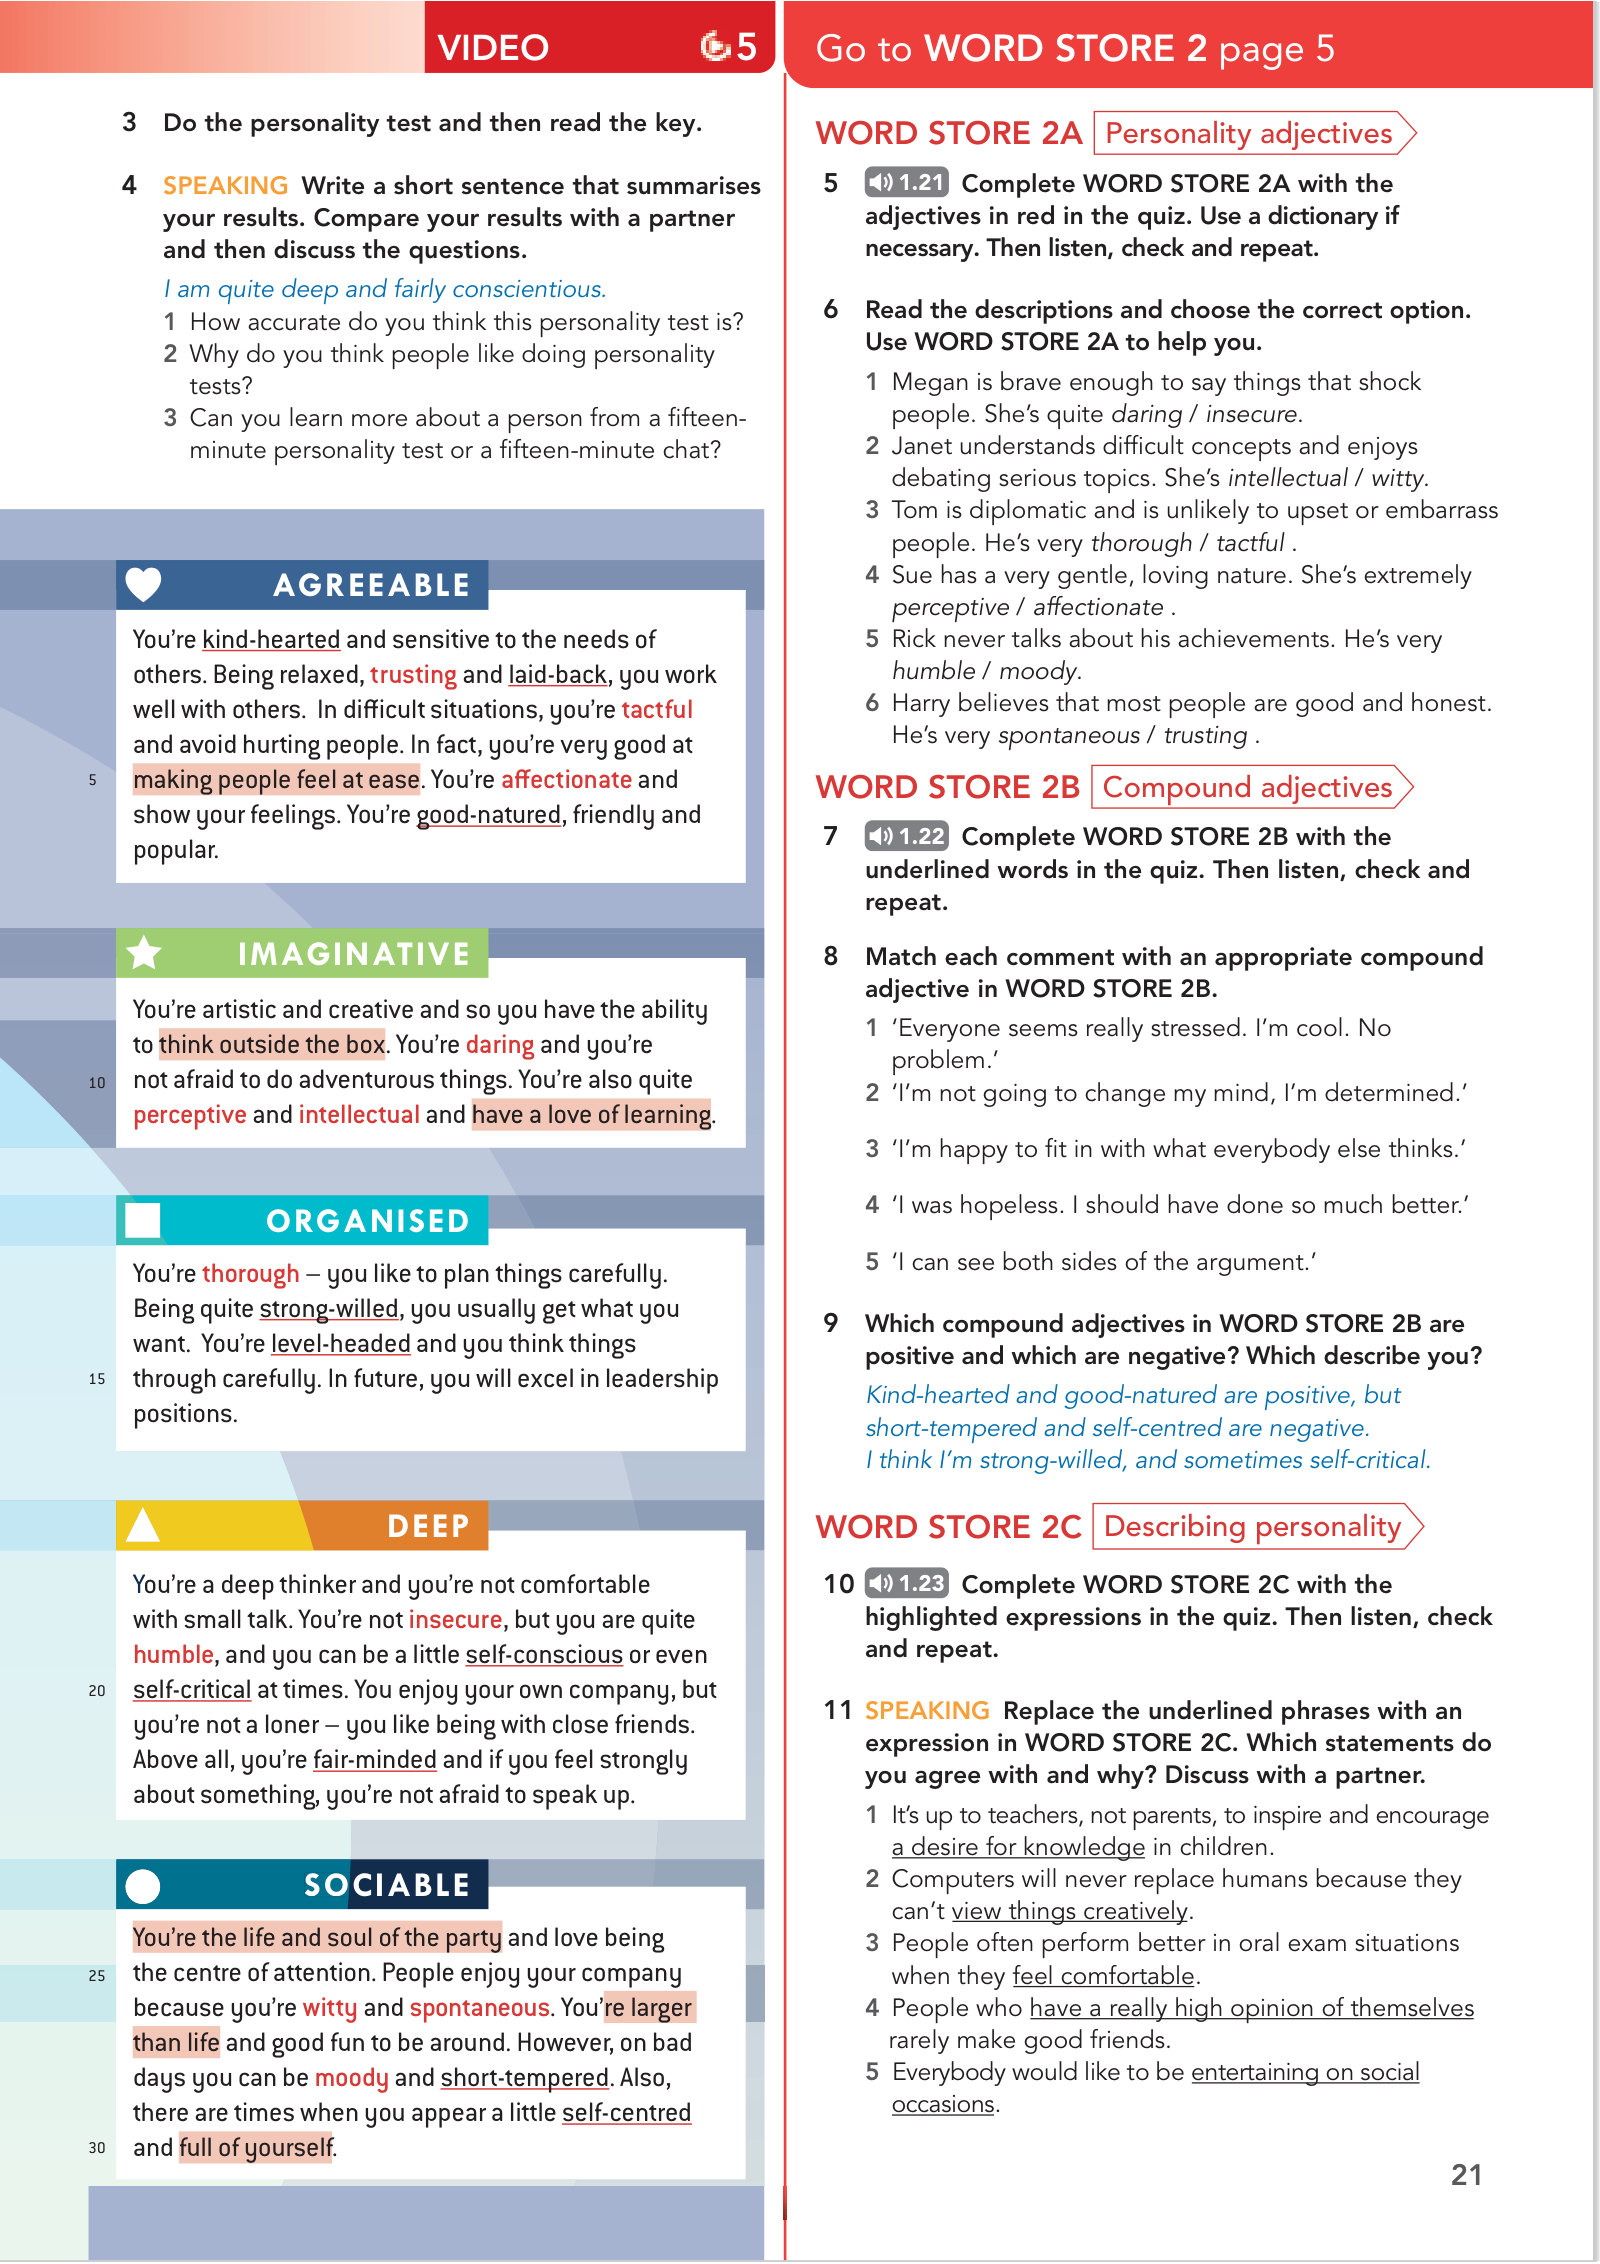 VIDEO 5
3 Do the personality test and then read the key.
4 SPEAKING Write a short sentence that summarises
your results. Compare your results with a partner
and then discuss the questions.
I am quite deep and fairly conscientious.
1 How accurate do you think this personality test is?
2 Why do you think people like doing personality
tests?
3 Can you learn more about a person from a fifteen-
minute personality test or a fifteen-minute chat?
AGREEABLE
You're kind-hearted and sensitive to the needs of
others. Being relaxed, trusting and laid-back, you work
well with others. In difficult situations, you're tactful
and avoid hurting people. In fact, you're very good at
5 making people feel at ease. You're affectionate and
show your feelings. You're good-natured, friendly and
popular.
IMAGINATIVE
You're artistic and creative and so you have the ability
to think outside the box. You're daring and you're
10 not afraid to do adventurous things. You're also quite
perceptive and intellectual and have a love of learning.
ORGANISED
You're thorough – you like to plan things carefully.
Being quite strong-willed, you usually get what you
want. You're level-headed and you think things
15 through carefully. In future, you will excel in leadership
positions.
DEEP
You're a deep thinker and you're not comfortable
with small talk. You're not insecure, but you are quite
humble, and you can be a little self-conscious or even
20 self-critical at times. You enjoy your own company, but
you're not a loner – you like being with close friends.
Above all, you're fair-minded and if you feel strongly
about something, you're not afraid to speak up.
SOCIABLE
You're the life and soul of the party and love being
25 the centre of attention. People enjoy your company
because you're witty and spontaneous. You're larger
than life and good fun to be around. However, on bad
days you can be moody and short-tempered. Also,
there are times when you appear a little self-centred
30 and full of yourself.
Go to WORD STORE 2 page 5
WORD STORE 2A Personality adjectives
5 1.21 Complete WORD STORE 2A with the
adjectives in red in the quiz. Use a dictionary if
necessary. Then listen, check and repeat.
6 Read the descriptions and choose the correct option.
Use WORD STORE 2A to help you.
1 Megan is brave enough to say things that shock
people. She's quite daring / insecure.
2 Janet understands difficult concepts and enjoys
debating serious topics. She's intellectual / witty.
3 Tom is diplomatic and is unlikely to upset or embarrass
people. He's very thorough / tactful .
4 Sue has a very gentle, loving nature. She's extremely
perceptive / affectionate .
5 Rick never talks about his achievements. He's very
humble / moody.
6 Harry believes that most people are good and honest.
He's very spontaneous / trusting .
WORD STORE 2B Compound adjectives
7 1.22 Complete WORD STORE 2B with the
underlined words in the quiz. Then listen, check and
repeat.
8 Match each comment with an appropriate compound
adjective in WORD STORE 2B.
1 'Everyone seems really stressed. I'm cool. No
problem.'
2 'I'm not going to change my mind, I'm determined.'
3 'I'm happy to fit in with what everybody else thinks.'
4 'I was hopeless. I should have done so much better.'
5 'I can see both sides of the argument.'
9 Which compound adjectives in WORD STORE 2B are
positive and which are negative? Which describe you?
Kind-hearted and good-natured are positive, but
short-tempered and self-centred are negative.
I think I'm strong-willed, and sometimes self-critical.
WORD STORE 2C Describing personality
10 1.23 Complete WORD STORE 2C with the
highlighted expressions in the quiz. Then listen, check
and repeat.
11 SPEAKING Replace the underlined phrases with an
expression in WORD STORE 2C. Which statements do
you agree with and why? Discuss with a partner.
1 It's up to teachers, not parents, to inspire and encourage
a desire for knowledge in children.
2 Computers will never replace humans because they
can't view things creatively.
3 People often perform better in oral exam situations
when they feel comfortable.
4 People who have a really high opinion of themselves
rarely make good friends.
5 Everybody would like to be entertaining on social
occasions.
21